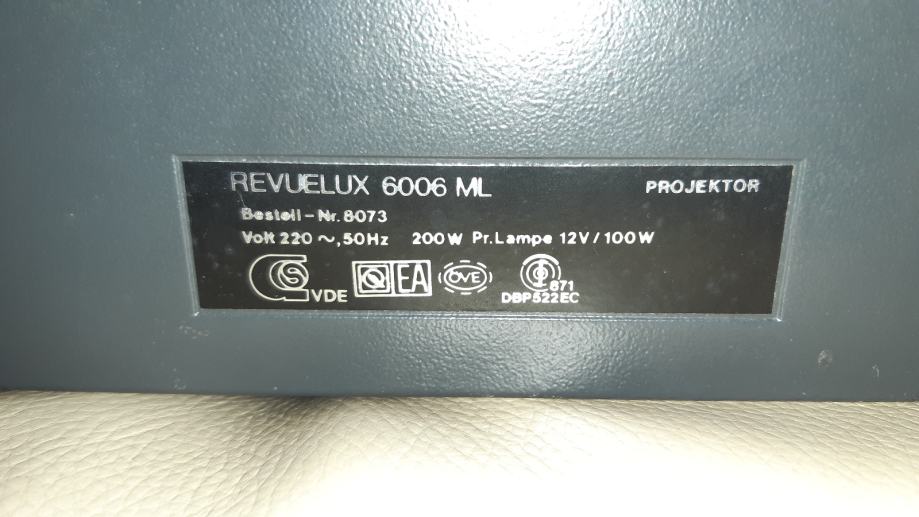 REVUELUX 6006 ML PROJEKTOR
Bestell-Nr. 8073
Volt 220 ~, 50Hz 200W Pr. Lampe 12V/100W
VDE EA ÖVE 871
DBP522EC